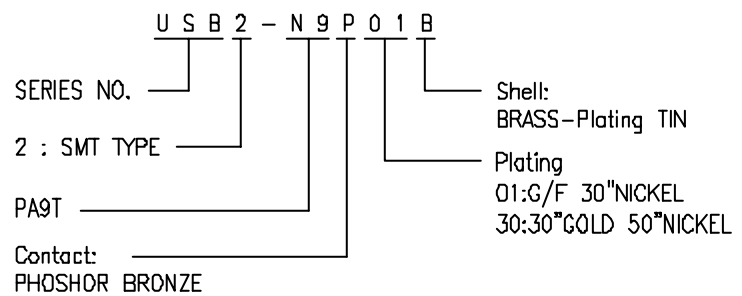 USB2-N9P01B
SERIES NO.
2 : SMT TYPE
PA9T
Contact:
PHOSHOR BRONZE
Shell:
BRASS-Plating TIN
Plating
01:G/F 30"NICKEL
30:30"GOLD 50"NICKEL